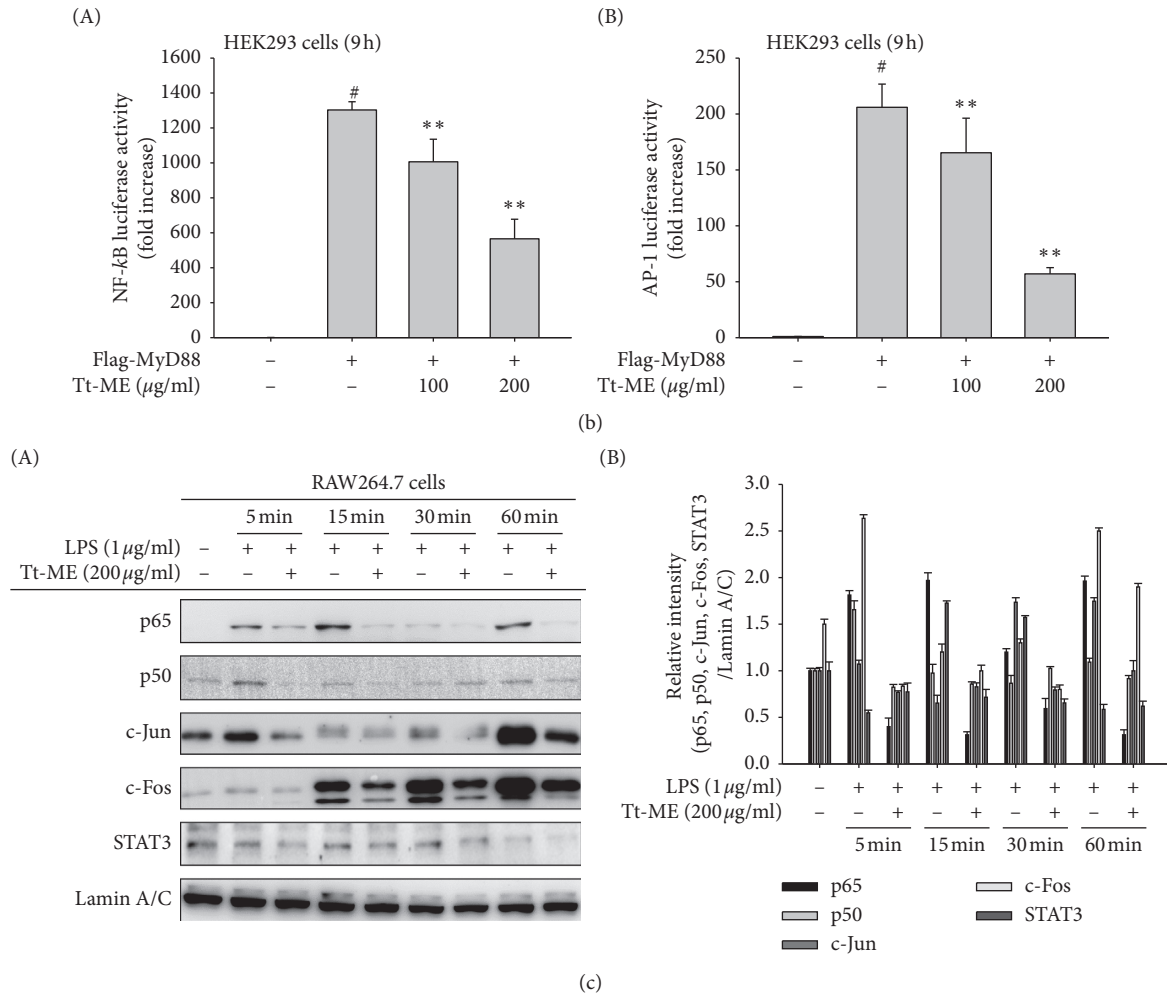 (A)
HEK293 cells (9 h)
NF-kB luciferase activity
(fold increase)
1600
1400
1200
1000
800
600
400
200
0
#
**
**
Flag-MyD88 – + + +
Tt-ME (μg/ml) – – 100 200
(B)
HEK293 cells (9 h)
AP-1 luciferase activity
(fold increase)
250
200
150
100
50
0
#
**
**
Flag-MyD88 – + + +
Tt-ME (μg/ml) – – 100 200
(b)
(A)
RAW264.7 cells
5 min 15 min 30 min 60 min
LPS (1 μg/ml) – + + + + + + + +
Tt-ME (200 μg/ml) – – + – + – + – +
p65
p50
c-Jun
c-Fos
STAT3
Lamin A/C
(B)
Relative intensity
(p65, p50, c-Jun, c-Fos, STAT3
/Lamin A/C)
3.0
2.5
2.0
1.5
1.0
0.5
0.0
LPS (1 μg/ml) – + + + + + + + +
Tt-ME (200 μg/ml) – – + – + – + – +
5 min 15 min 30 min 60 min
p65
p50
c-Jun
c-Fos
STAT3
(c)